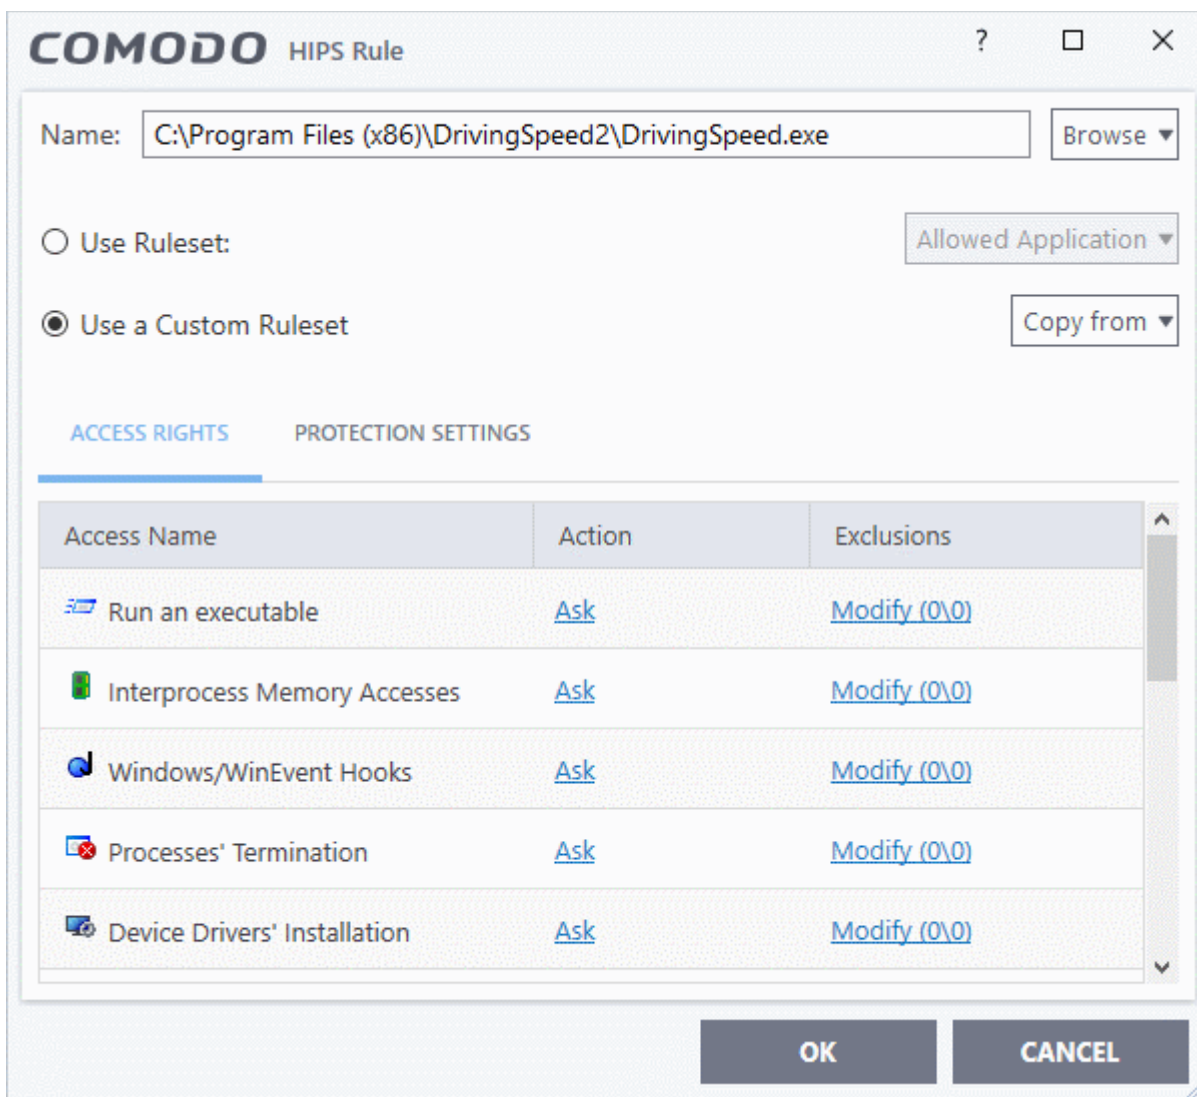 COMODO HIPS Rule ?
Name: C:\Program Files (x86)\DrivingSpeed2\DrivingSpeed.exe Browse
Use Ruleset: Allowed Application
Use a Custom Ruleset Copy from
ACCESS RIGHTS PROTECTION SETTINGS
Access Name Action Exclusions
Run an executable Ask Modify (0\0)
Interprocess Memory Accesses Ask Modify (0\0)
Windows/WinEvent Hooks Ask Modify (0\0)
Processes' Termination Ask Modify (0\0)
Device Drivers' Installation Ask Modify (0\0)
OK CANCEL